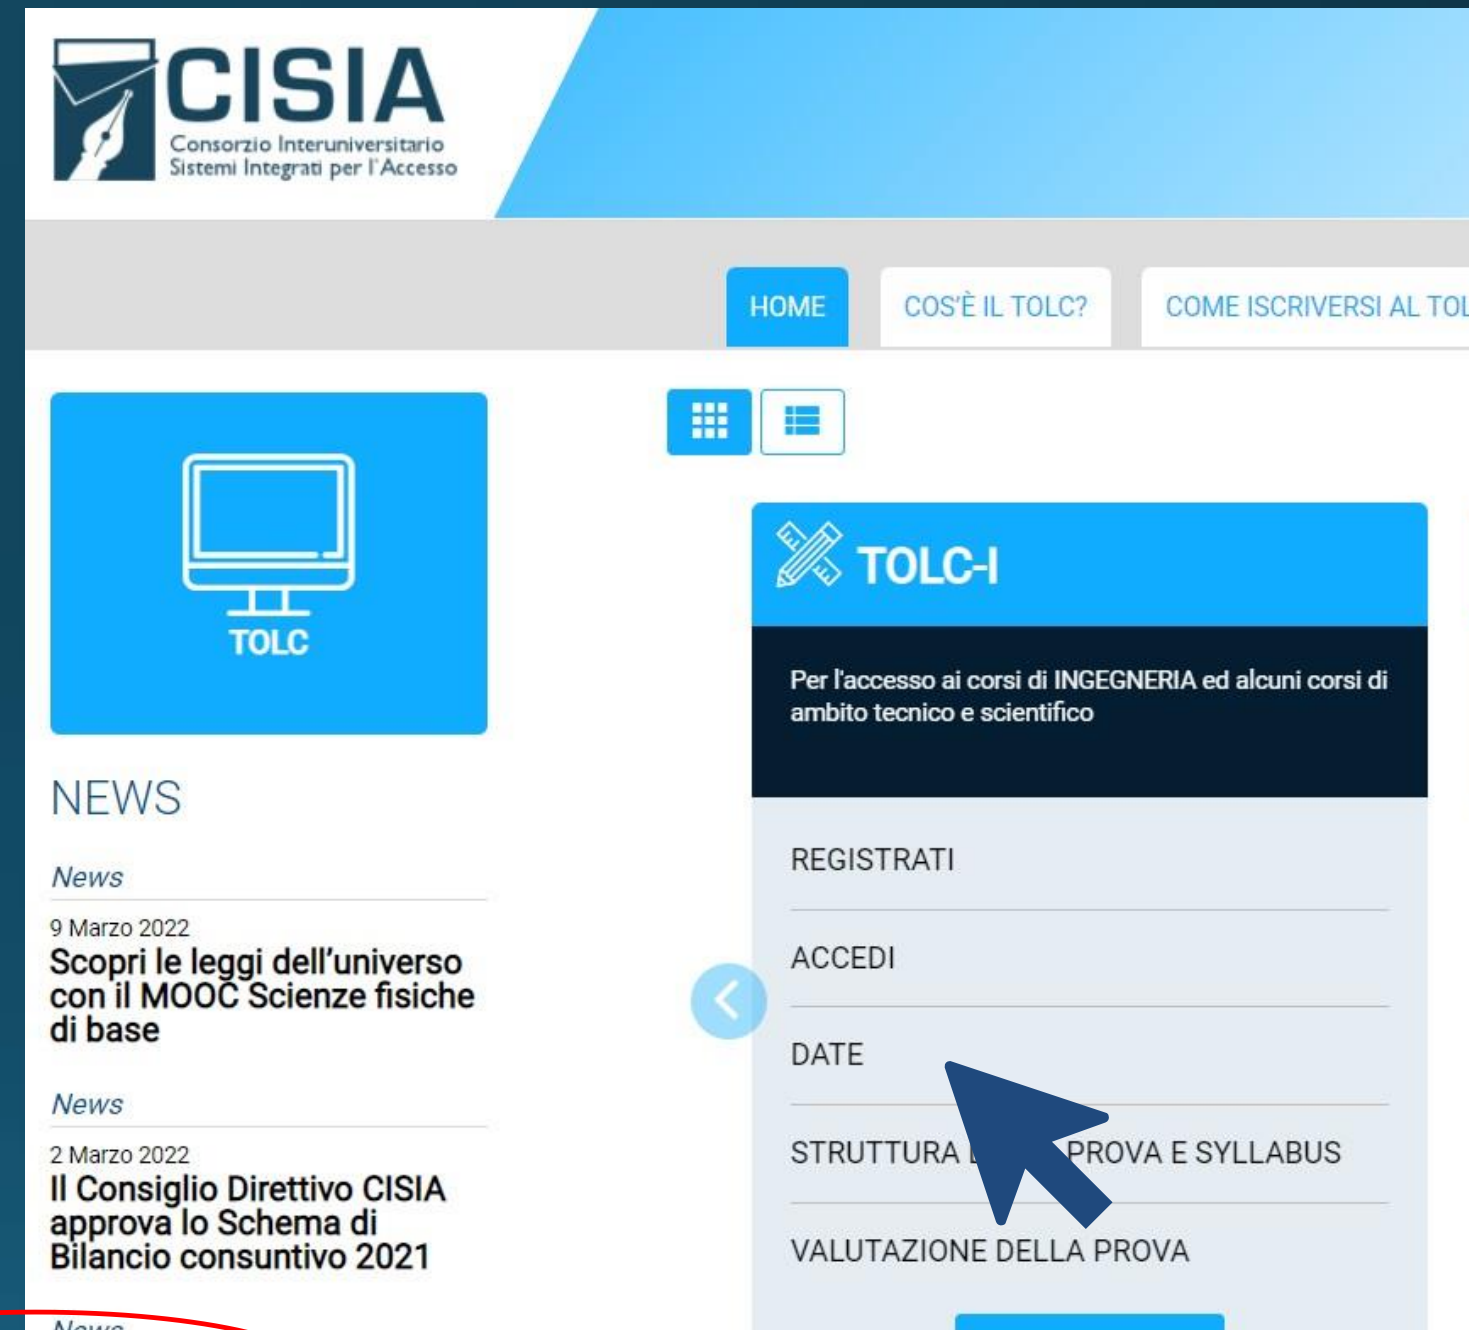 CISIA
Consorzio Interuniversitario
Sistemi Integrati per l'Accesso
HOME
COS'È IL TOLC?
COME ISCRIVERSI AL
TOLC
NEWS
News
9 Marzo 2022
Scopri le leggi dell'universo
con il MOOC Scienze fisiche
di base
News
2 Marzo 2022
Il Consiglio Direttivo CISIA
approva lo Schema di
Bilancio consuntivo 2021
News
TOLC-I
Per l'accesso ai corsi di INGEGNERIA ed alcuni corsi di
ambito tecnico e scientifico
REGISTRATI
ACCEDI
DATE
STRUTTURA PROVA E SYLLABUS
VALUTAZIONE DELLA PROVA